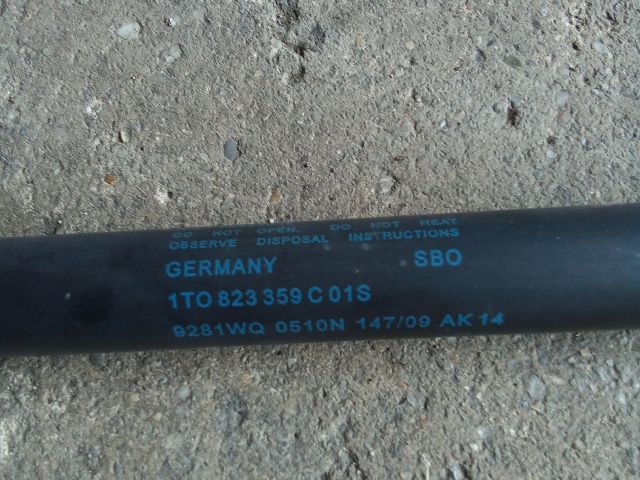 DO NOT OPEN, DO NOT HEAT
OBSERVE DISPOSAL INSTRUCTIONS
GERMANY SBO
1TO 823 359 C 01S
9281WQ 0510N 147/09 AK 14